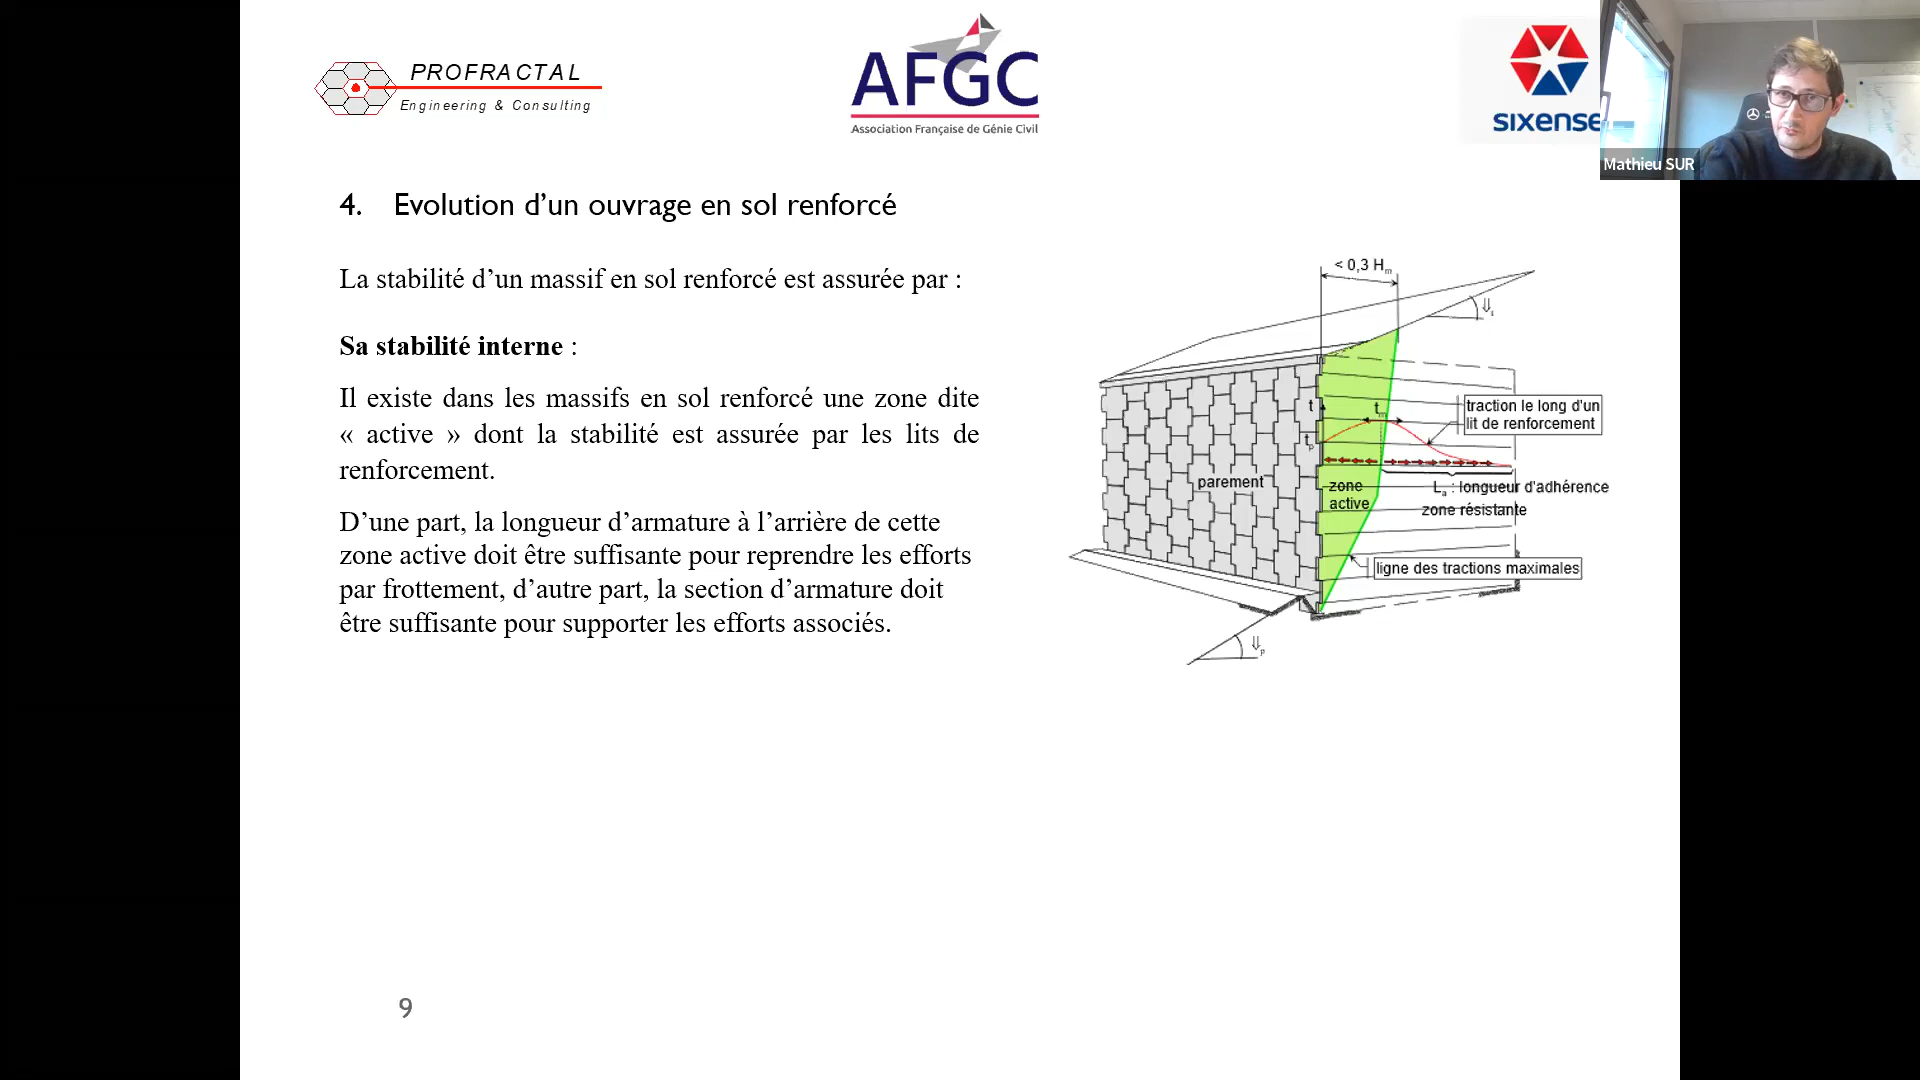 PROFRACTAL
Engineering & Consulting
AFGC
Association Française de Génie Civil
sixense
Mathieu SUR
4. Evolution d’un ouvrage en sol renforcé
La stabilité d’un massif en sol renforcé est assurée par :
Sa stabilité interne :
Il existe dans les massifs en sol renforcé une zone dite
« active » dont la stabilité est assurée par les lits de
renforcement.
D’une part, la longueur d’armature à l’arrière de cette
zone active doit être suffisante pour reprendre les efforts
par frottement, d’autre part, la section d’armature doit
être suffisante pour supporter les efforts associés.
< 0,3 Hm
t
tm
tp
traction le long d'un
lit de renforcement
parement
zone
active
La : longueur d'adhérence
zone résistante
ligne des tractions maximales
⇓p
9